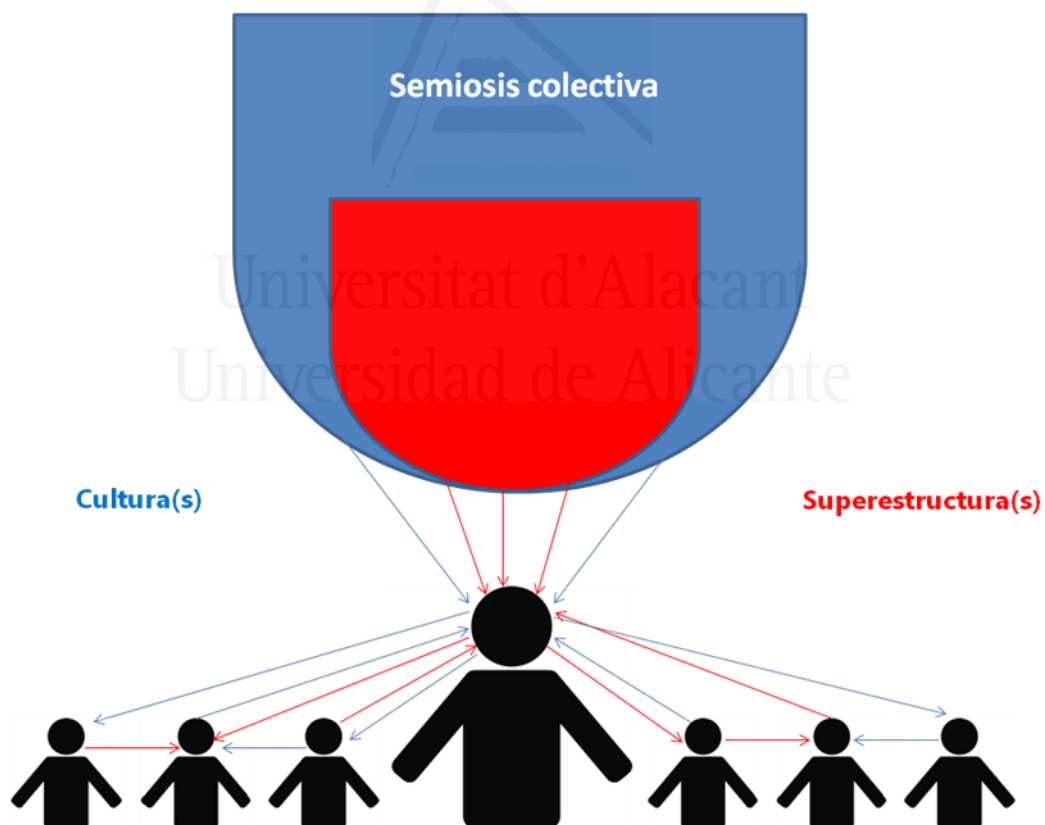 Semiosis colectiva
Universitat d'Alacant
Universidad de Alicante
Cultura(s)
Superestructura(s)